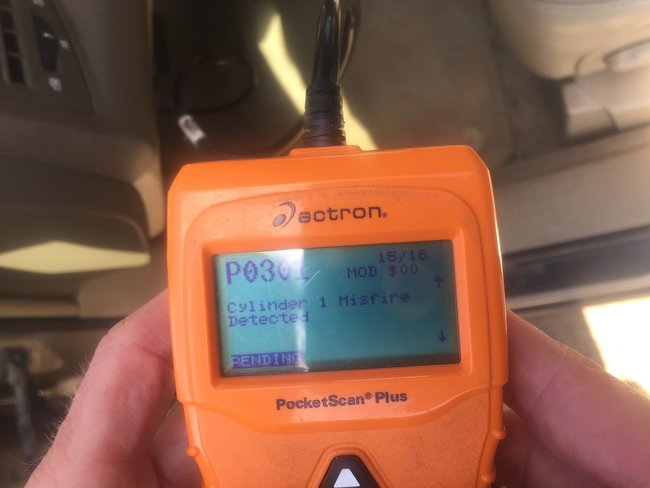 actron®
15/16
P0301 MOD $00
Cylinder 1 Misfire
Detected
PENDING
PocketScan® Plus